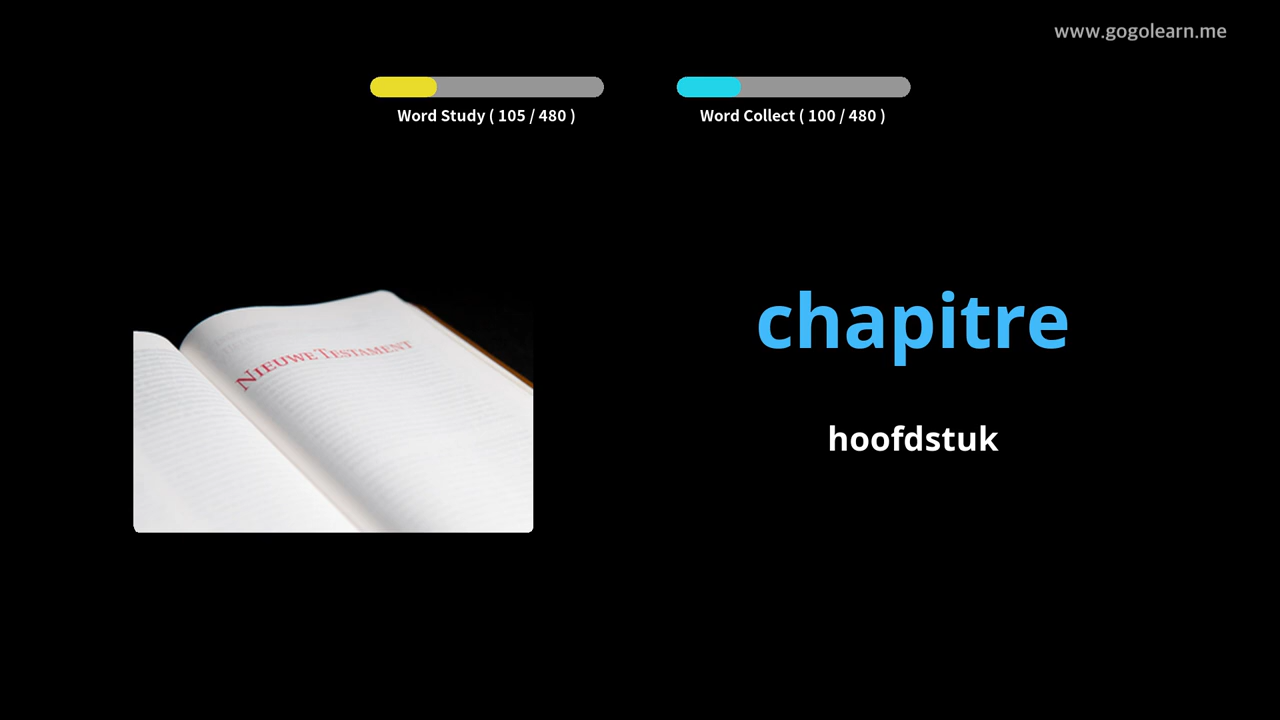 www.gogolearn.me
Word Study ( 105 / 480 )
Word Collect ( 100 / 480 )
NIEUWE TESTAMENT
chapitre
hoofdstuk